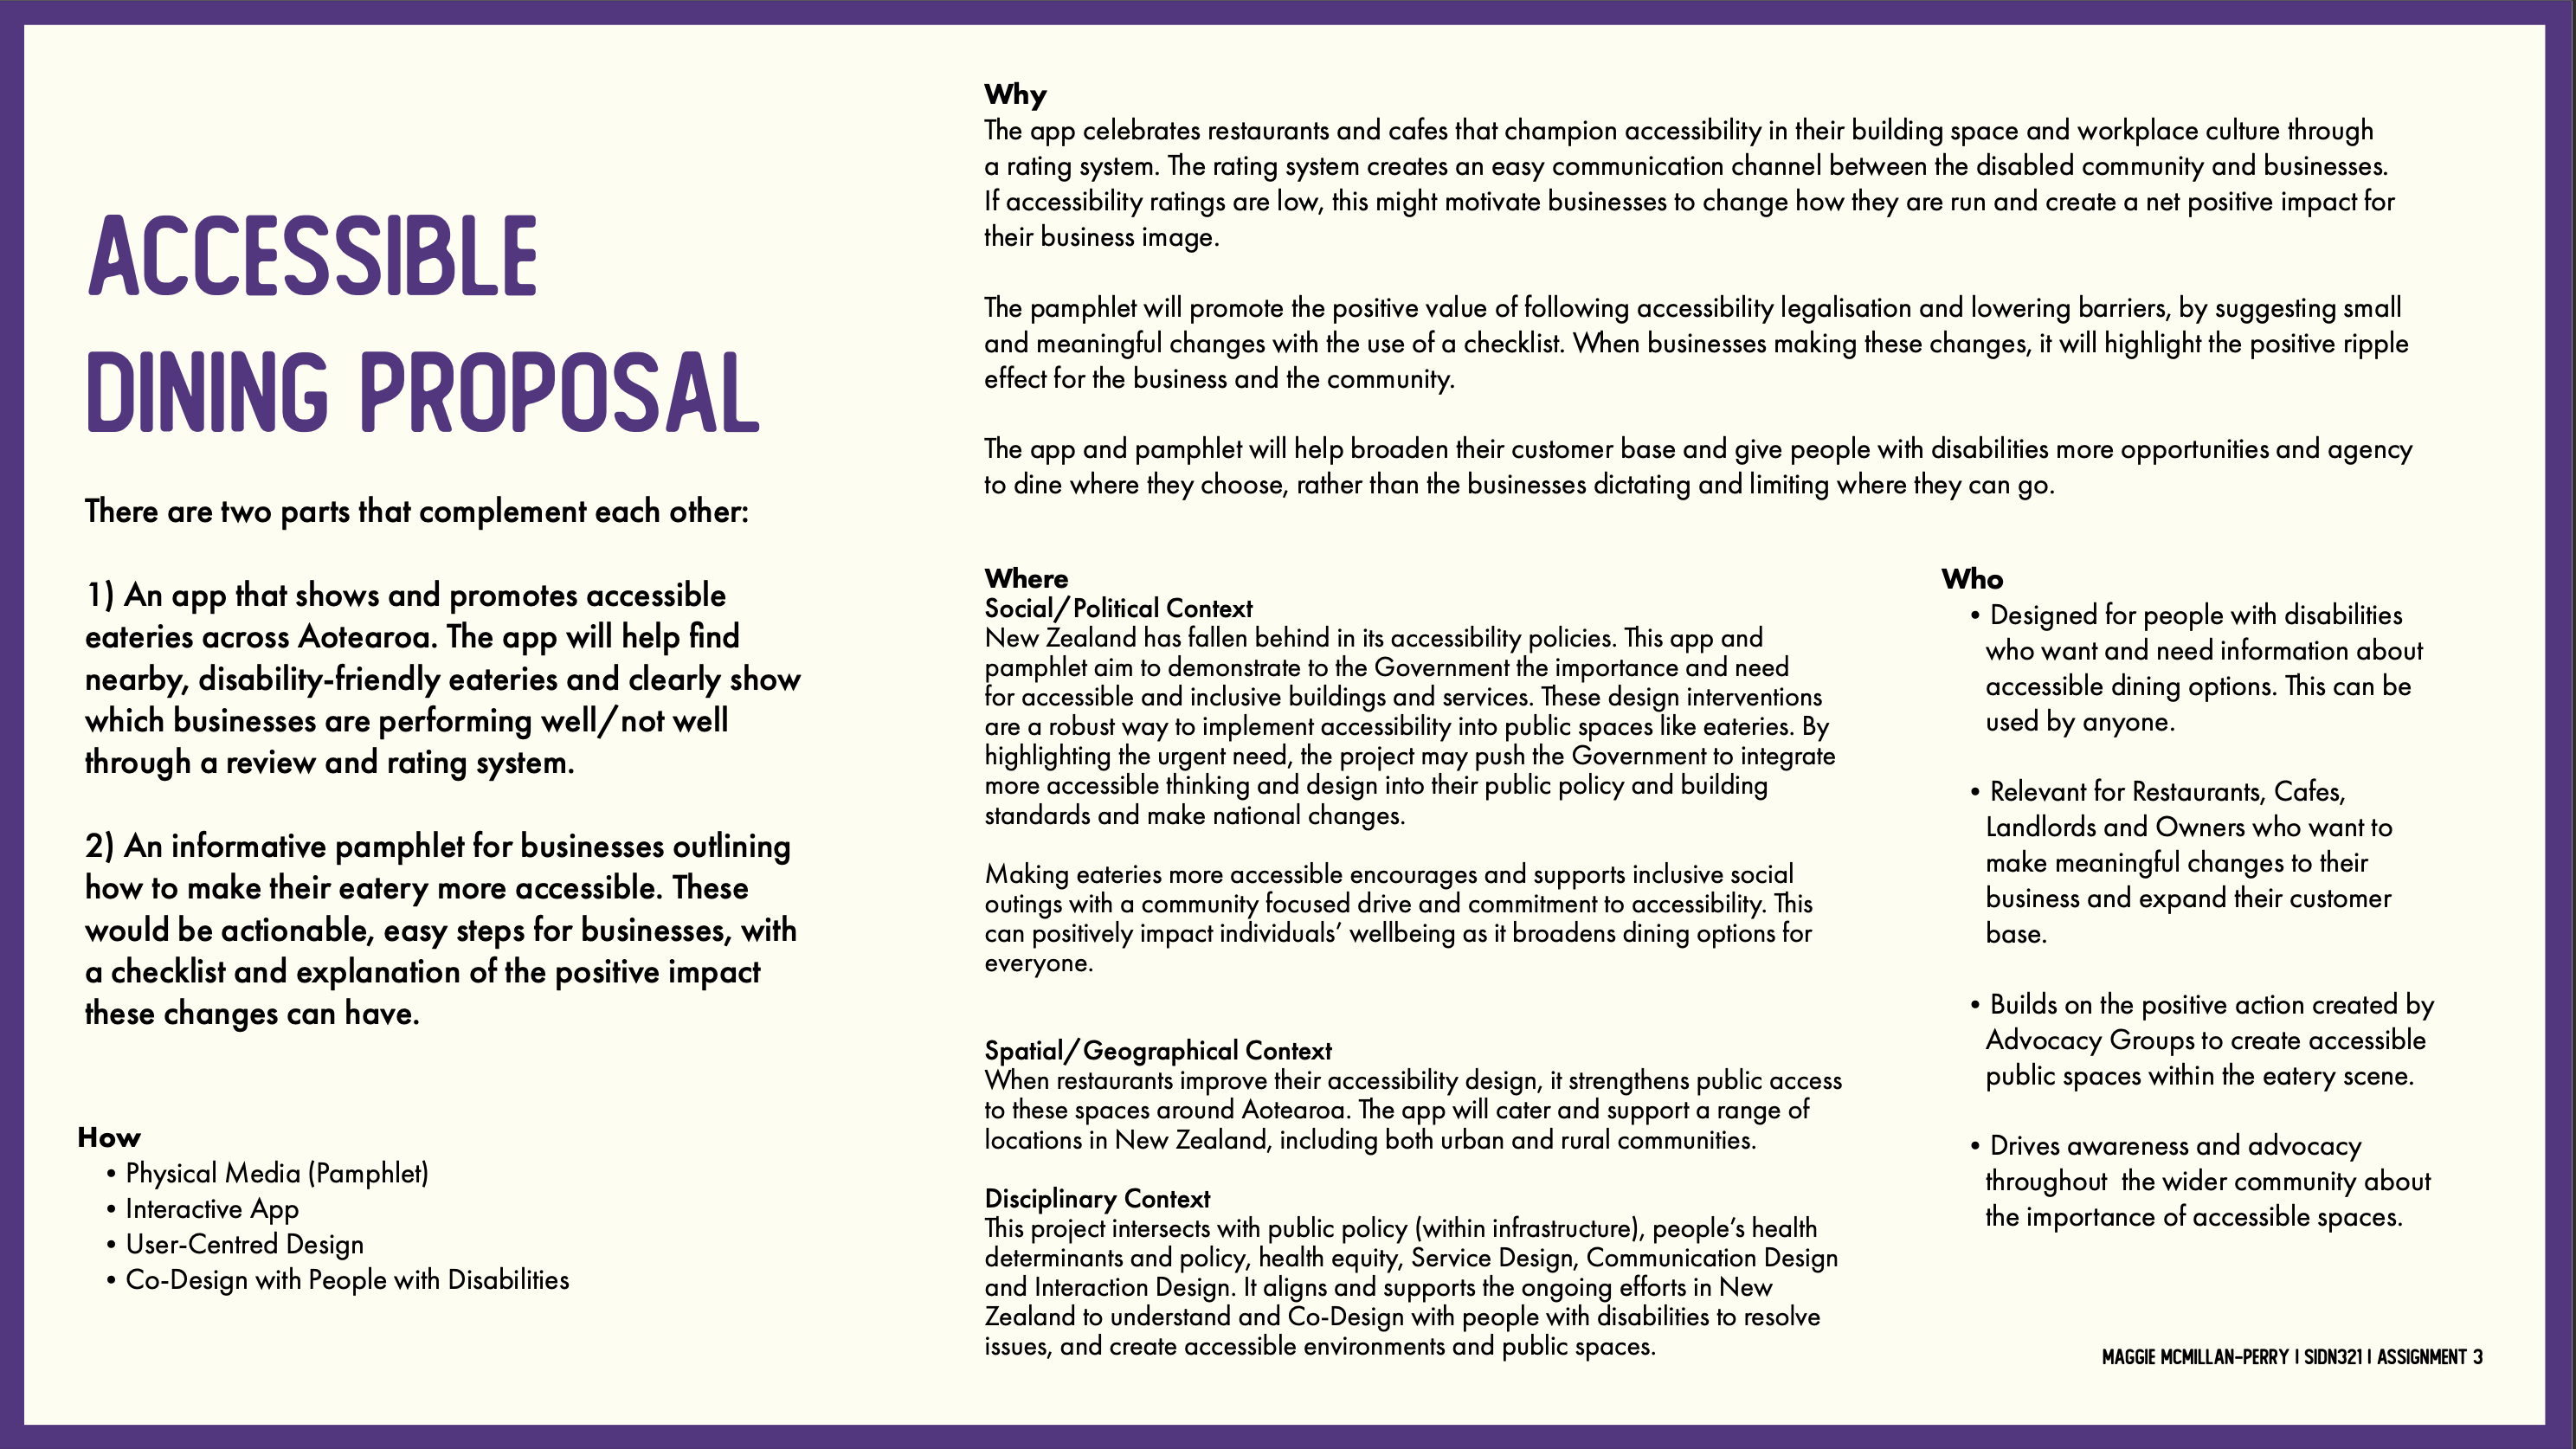 ACCESSIBLE
DINING PROPOSAL
There are two parts that complement each other:
1) An app that shows and promotes accessible
eateries across Aotearoa. The app will help find
nearby, disability-friendly eateries and clearly show
which businesses are performing well/not well
through a review and rating system.
2) An informative pamphlet for businesses outlining
how to make their eatery more accessible. These
would be actionable, easy steps for businesses, with
a checklist and explanation of the positive impact
these changes can have.
How
• Physical Media (Pamphlet)
• Interactive App
• User-Centred Design
• Co-Design with People with Disabilities
Why
The app celebrates restaurants and cafes that champion accessibility in their building space and workplace culture through
a rating system. The rating system creates an easy communication channel between the disabled community and businesses.
If accessibility ratings are low, this might motivate businesses to change how they are run and create a net positive impact for
their business image.
The pamphlet will promote the positive value of following accessibility legalisation and lowering barriers, by suggesting small
and meaningful changes with the use of a checklist. When businesses making these changes, it will highlight the positive ripple
effect for the business and the community.
The app and pamphlet will help broaden their customer base and give people with disabilities more opportunities and agency
to dine where they choose, rather than the businesses dictating and limiting where they can go.
Where
Social/Political Context
New Zealand has fallen behind in its accessibility policies. This app and
pamphlet aim to demonstrate to the Government the importance and need
for accessible and inclusive buildings and services. These design interventions
are a robust way to implement accessibility into public spaces like eateries. By
highlighting the urgent need, the project may push the Government to integrate
more accessible thinking and design into their public policy and building
standards and make national changes.
Making eateries more accessible encourages and supports inclusive social
outings with a community focused drive and commitment to accessibility. This
can positively impact individuals’ wellbeing as it broadens dining options for
everyone.
Spatial/Geographical Context
When restaurants improve their accessibility design, it strengthens public access
to these spaces around Aotearoa. The app will cater and support a range of
locations in New Zealand, including both urban and rural communities.
Disciplinary Context
This project intersects with public policy (within infrastructure), people’s health
determinants and policy, health equity, Service Design, Communication Design
and Interaction Design. It aligns and supports the ongoing efforts in New
Zealand to understand and Co-Design with people with disabilities to resolve
issues, and create accessible environments and public spaces.
Who
• Designed for people with disabilities
who want and need information about
accessible dining options. This can be
used by anyone.
• Relevant for Restaurants, Cafes,
Landlords and Owners who want to
make meaningful changes to their
business and expand their customer
base.
• Builds on the positive action created by
Advocacy Groups to create accessible
public spaces within the eatery scene.
• Drives awareness and advocacy
throughout  the wider community about
the importance of accessible spaces.
MAGGIE MCMILLAN-PERRY | SIDN321 | ASSIGNMENT 3